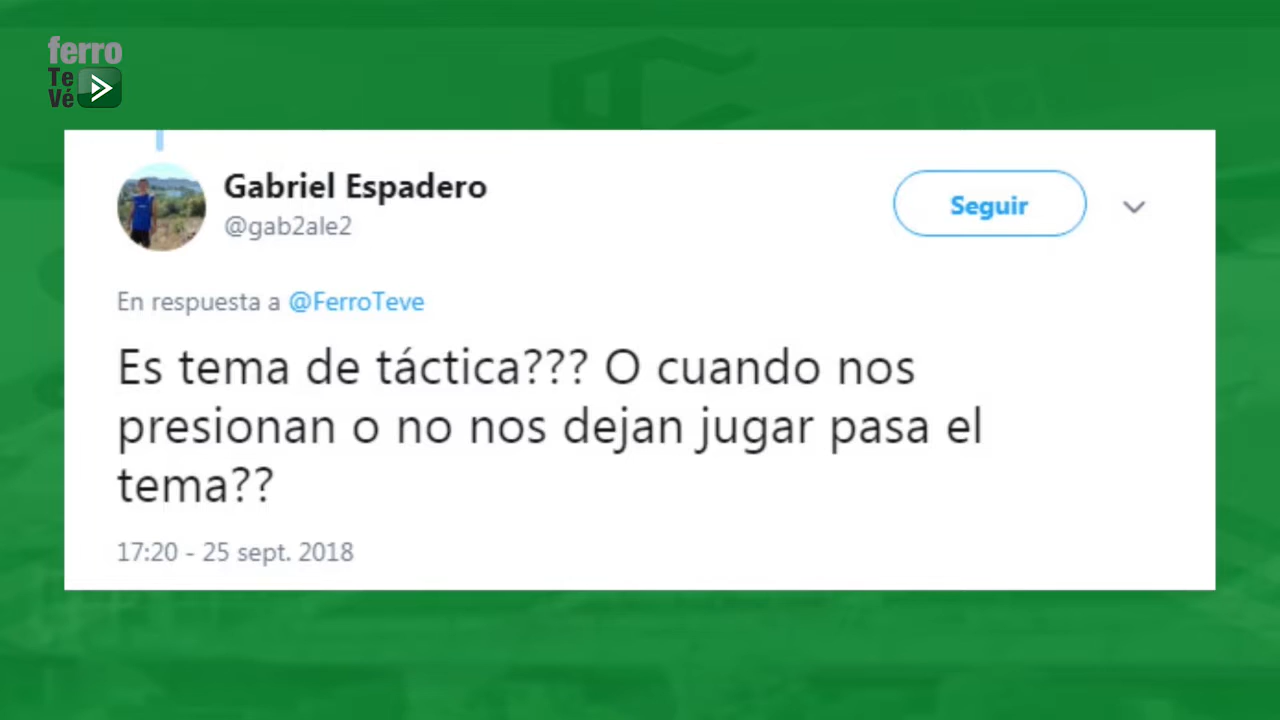 ferro
Te
Vé
Gabriel Espadero
@gab2ale2
Seguir
En respuesta a @FerroTeve
Es tema de táctica??? O cuando nos
presionan o no nos dejan jugar pasa el
tema??
17:20 - 25 sept. 2018